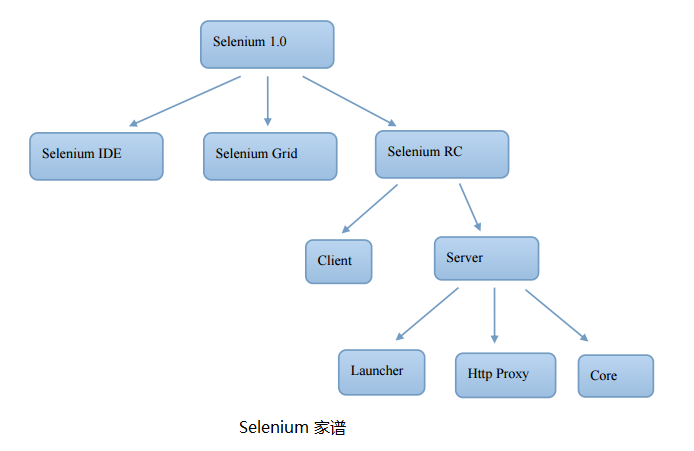 Selenium 1.0
Selenium IDE
Selenium Grid
Selenium RC
Client
Server
Launcher
Http Proxy
Core
Selenium 家谱